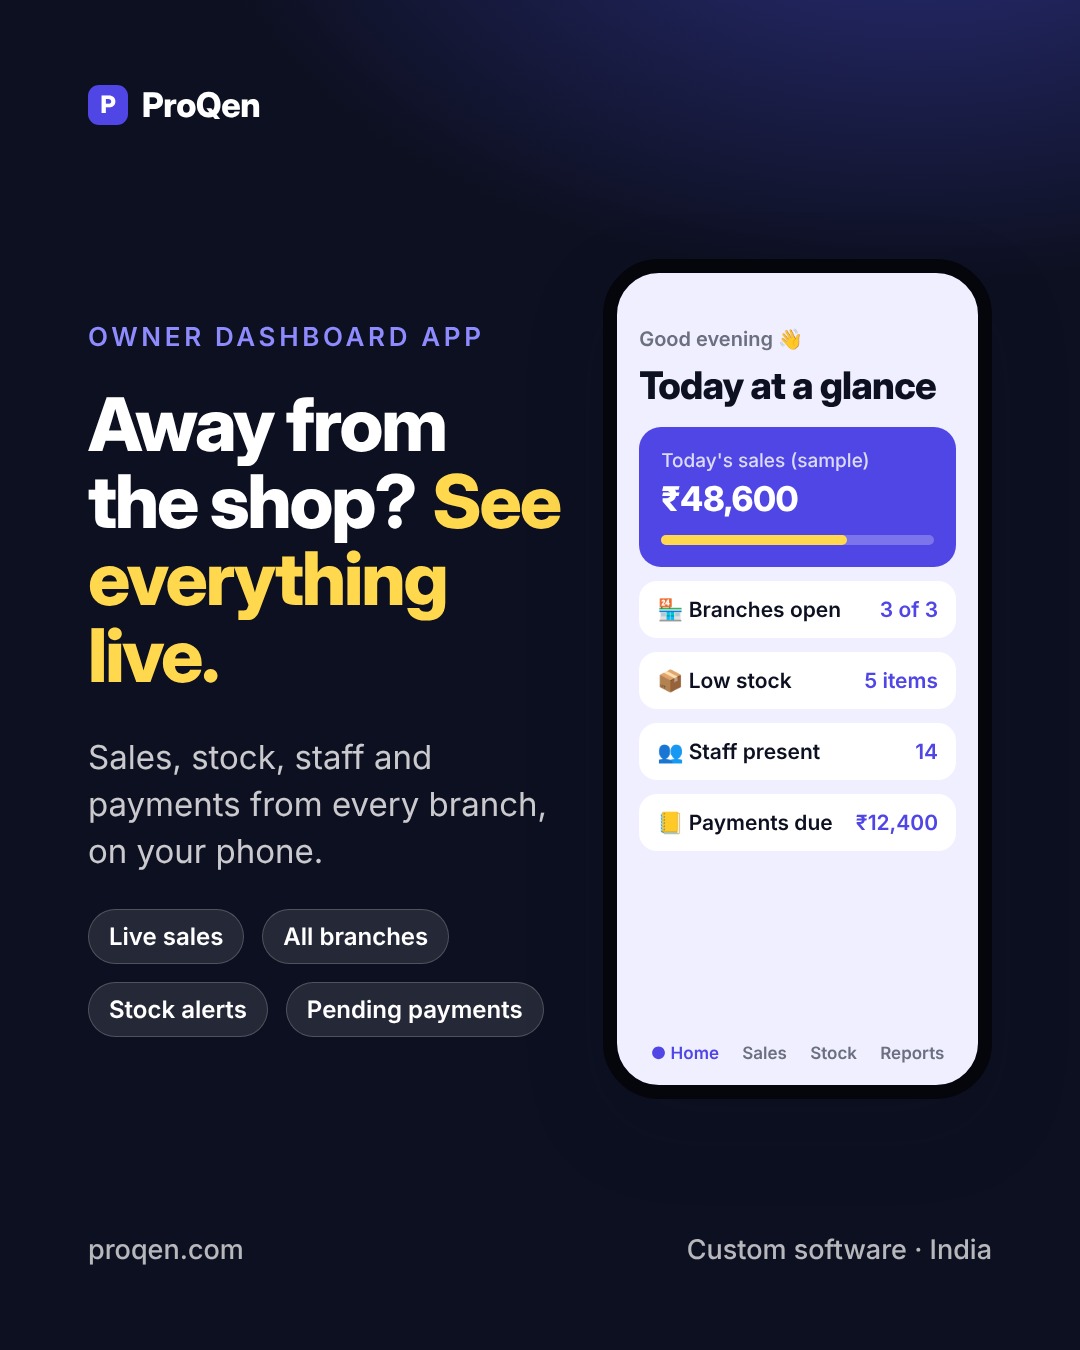 P ProQen
OWNER DASHBOARD APP
Away from
the shop? See
everything
live.
Sales, stock, staff and
payments from every branch,
on your phone.
Live sales
All branches
Stock alerts
Pending payments
Good evening 👋
Today at a glance
Today's sales (sample)
₹48,600
Branches open 3 of 3
Low stock 5 items
Staff present 14
Payments due ₹12,400
Home Sales Stock Reports
proqen.com
Custom software · India